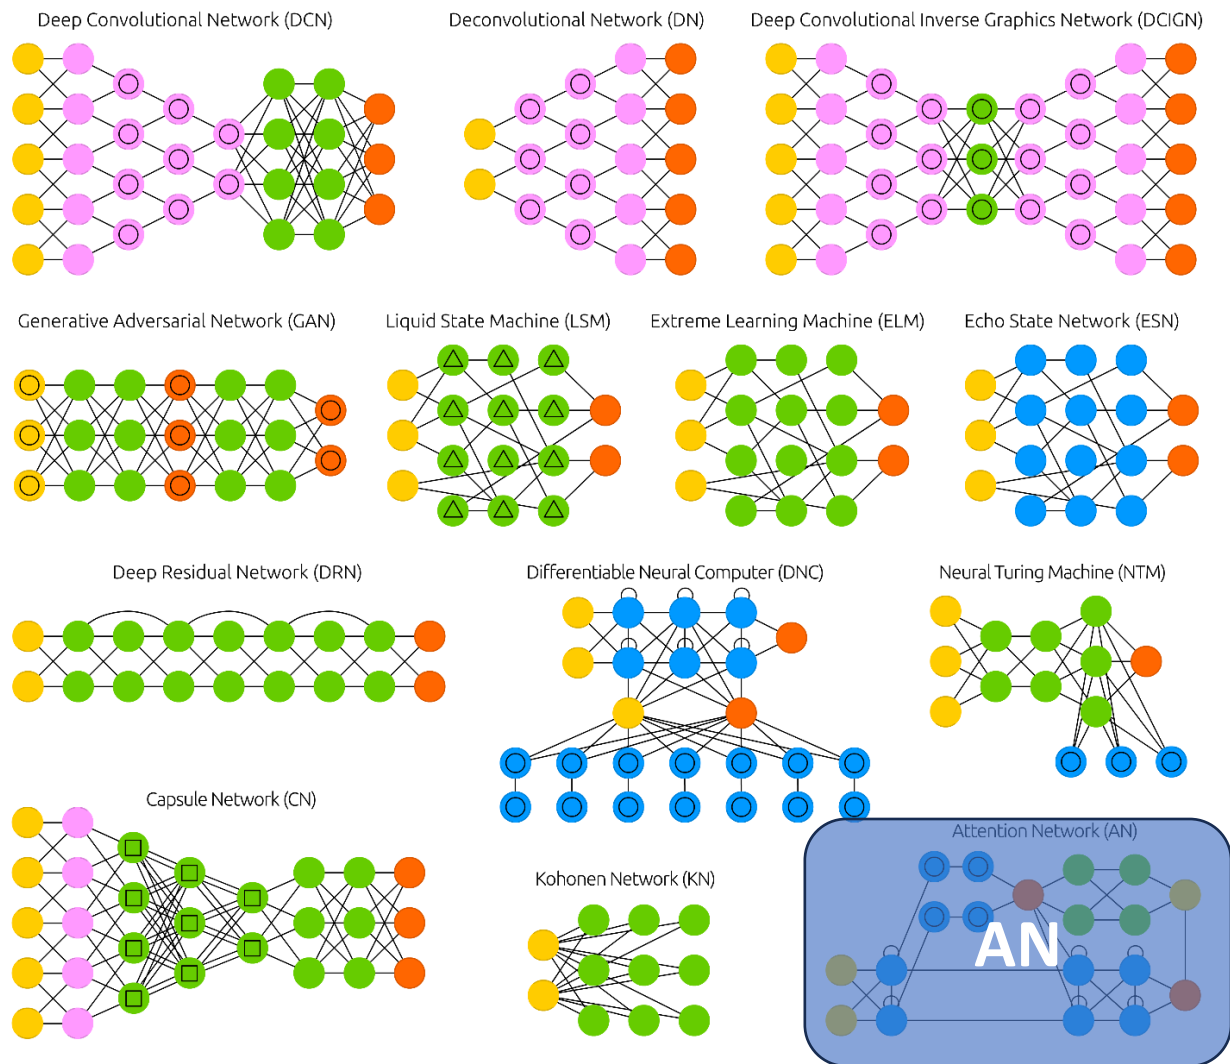 Deep Convolutional Network (DCN)
Deconvolutional Network (DN)
Deep Convolutional Inverse Graphics Network (DCIGN)
Generative Adversarial Network (GAN)
Liquid State Machine (LSM)
Extreme Learning Machine (ELM)
Echo State Network (ESN)
Deep Residual Network (DRN)
Differentiable Neural Computer (DNC)
Neural Turing Machine (NTM)
Capsule Network (CN)
Kohonen Network (KN)
Attention Network (AN)
AN